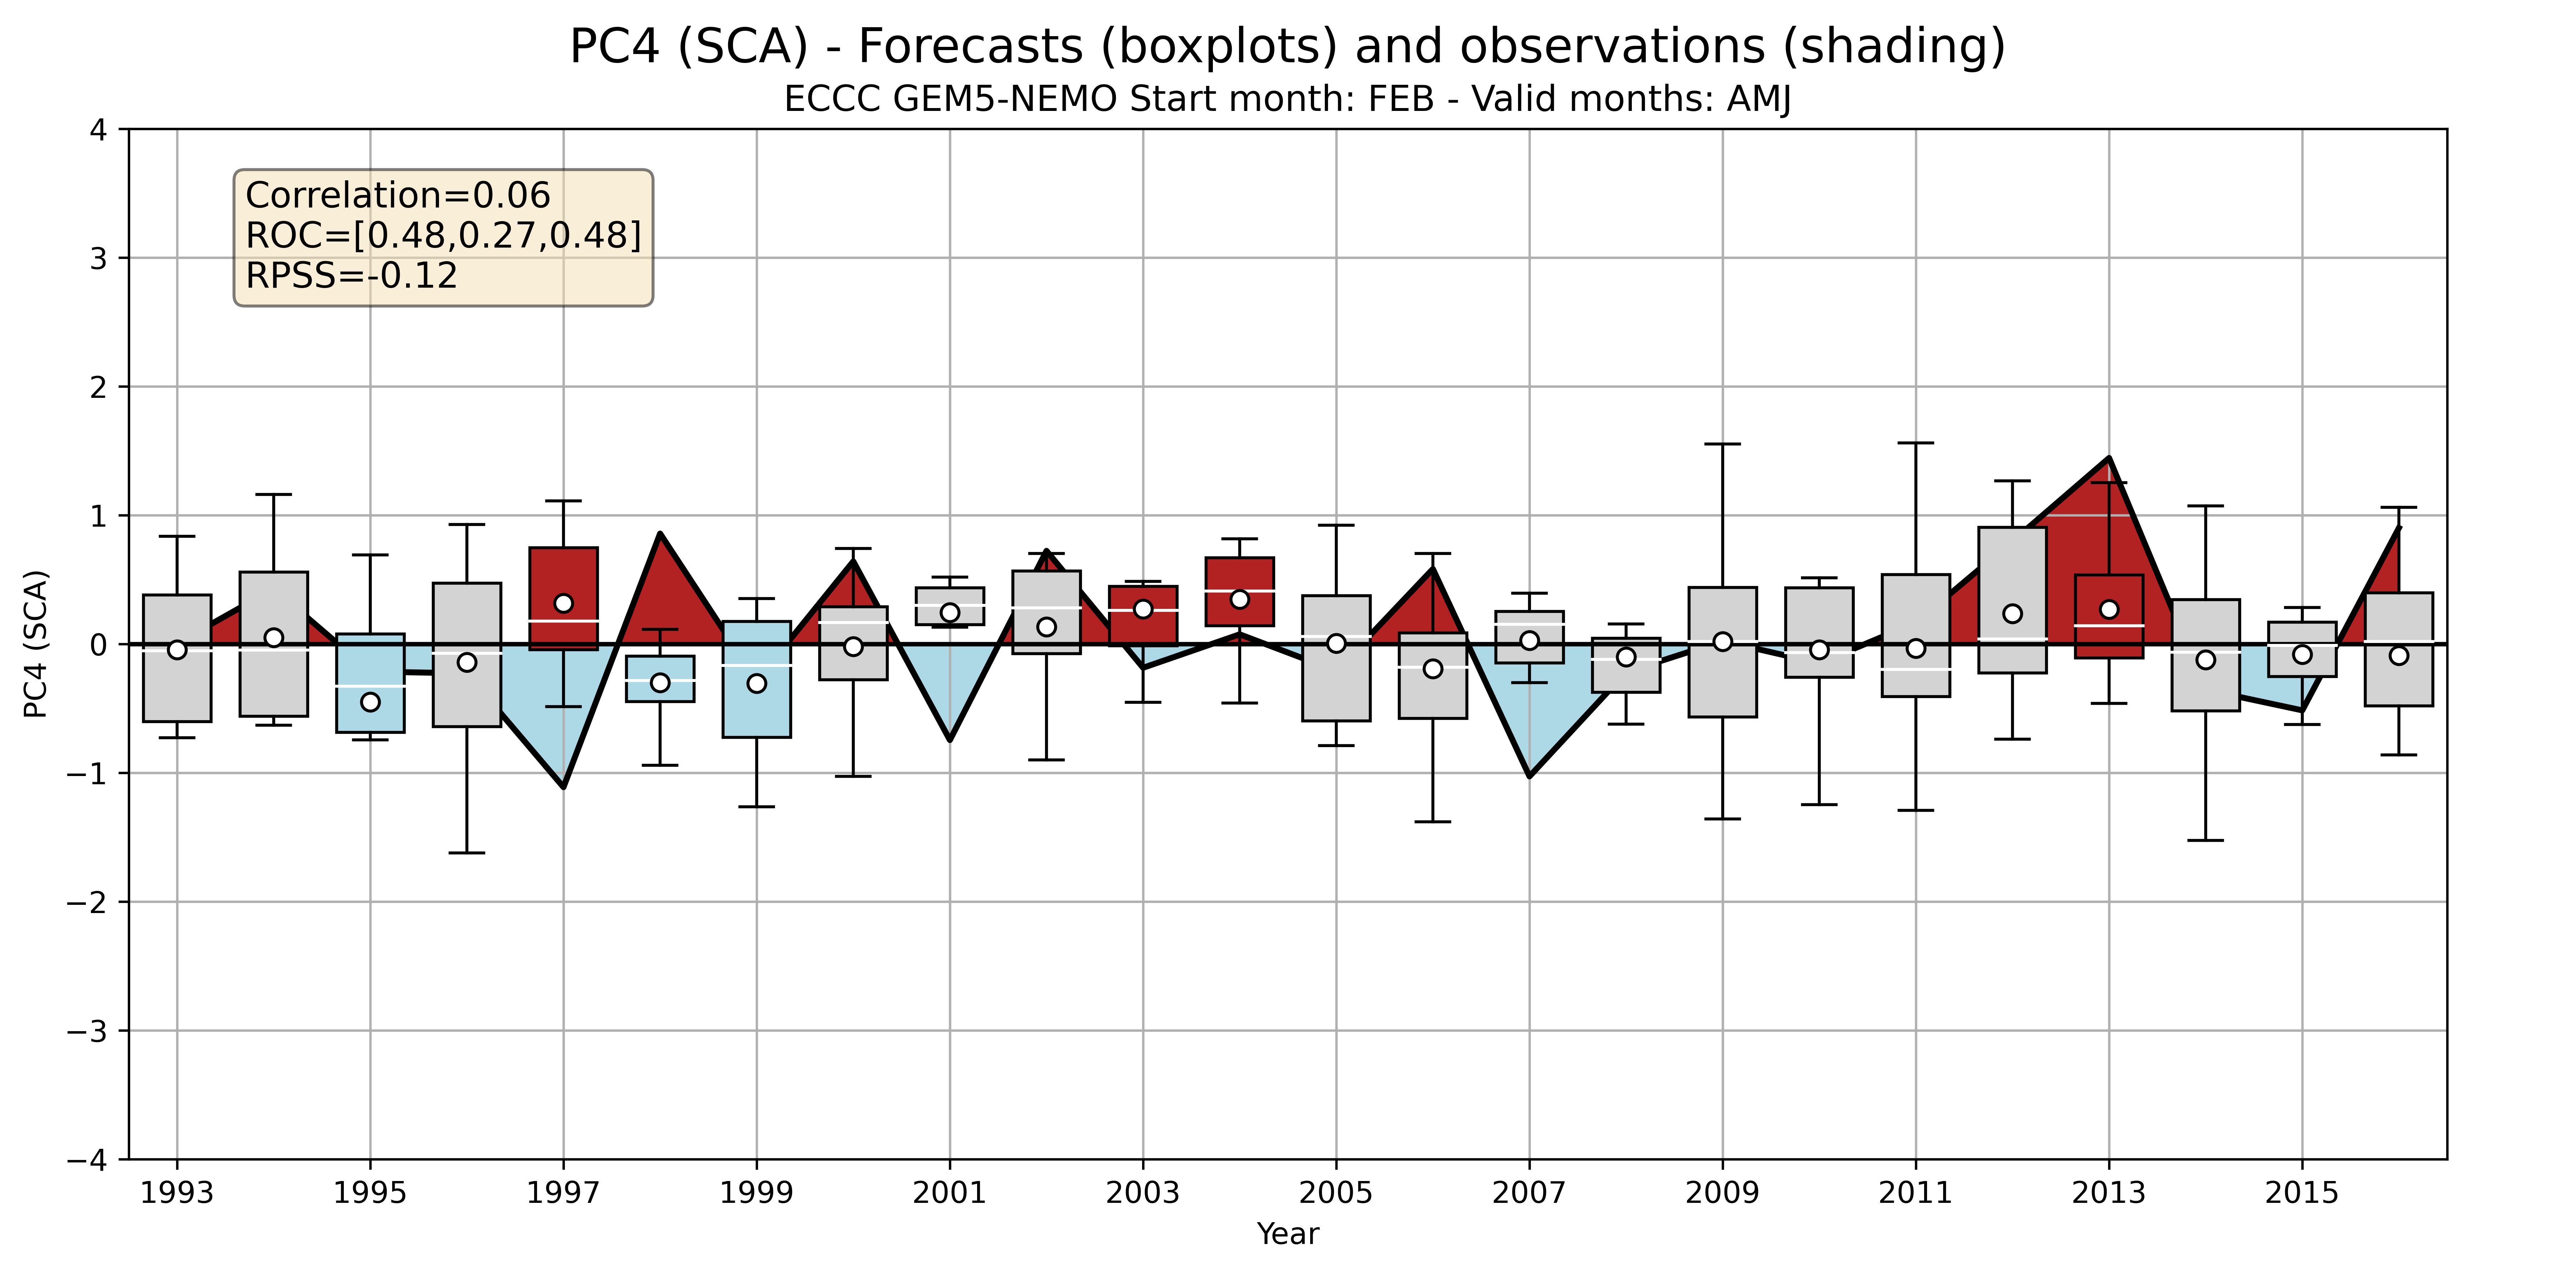 PC4 (SCA) - Forecasts (boxplots) and observations (shading)
ECCC GEM5-NEMO Start month: FEB - Valid months: AMJ
Correlation=0.06
ROC=[0.48,0.27,0.48]
RPSS=-0.12
PC4 (SCA)
4
3
2
1
0
−1
−2
−3
−4
1993 1995 1997 1999 2001 2003 2005 2007 2009 2011 2013 2015
Year